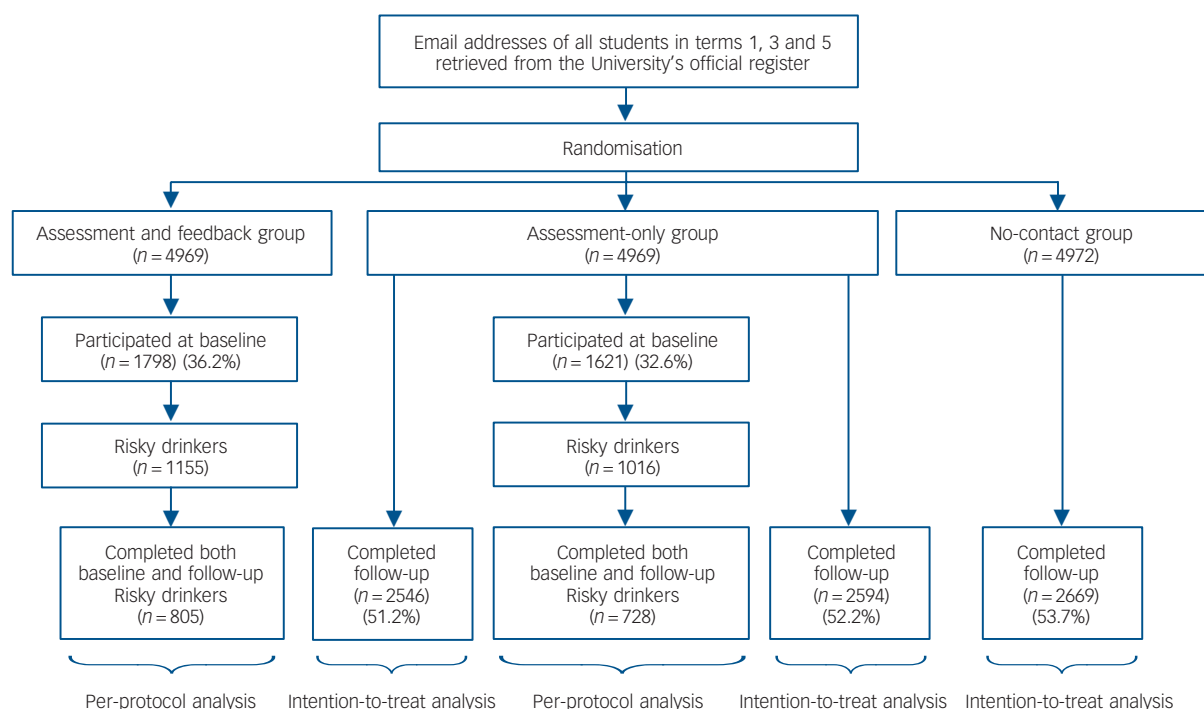 Email addresses of all students in terms 1, 3 and 5
retrieved from the University's official register
Randomisation
Assessment and feedback group
(n = 4969)
Assessment-only group
(n = 4969)
No-contact group
(n = 4972)
Participated at baseline
(n = 1798) (36.2%)
Participated at baseline
(n = 1621) (32.6%)
Risky drinkers
(n = 1155)
Risky drinkers
(n = 1016)
Completed both
baseline and follow-up
Risky drinkers
(n = 805)
Completed
follow-up
(n = 2546)
(51.2%)
Completed both
baseline and follow-up
Risky drinkers
(n = 728)
Completed
follow-up
(n = 2594)
(52.2%)
Completed
follow-up
(n = 2669)
(53.7%)
Per-protocol analysis
Intention-to-treat analysis
Per-protocol analysis
Intention-to-treat analysis
Intention-to-treat analysis